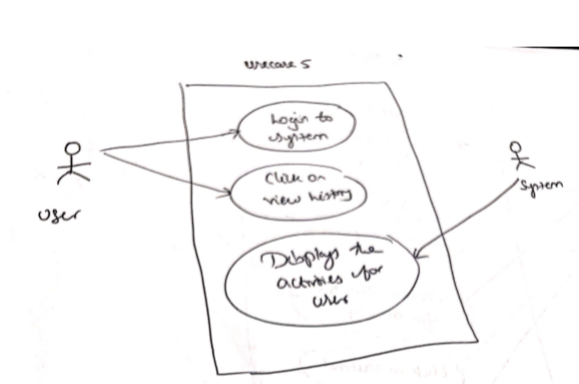 usecase 5
Login to
system
Click on
view history
User
System
Displays the
activities for
user